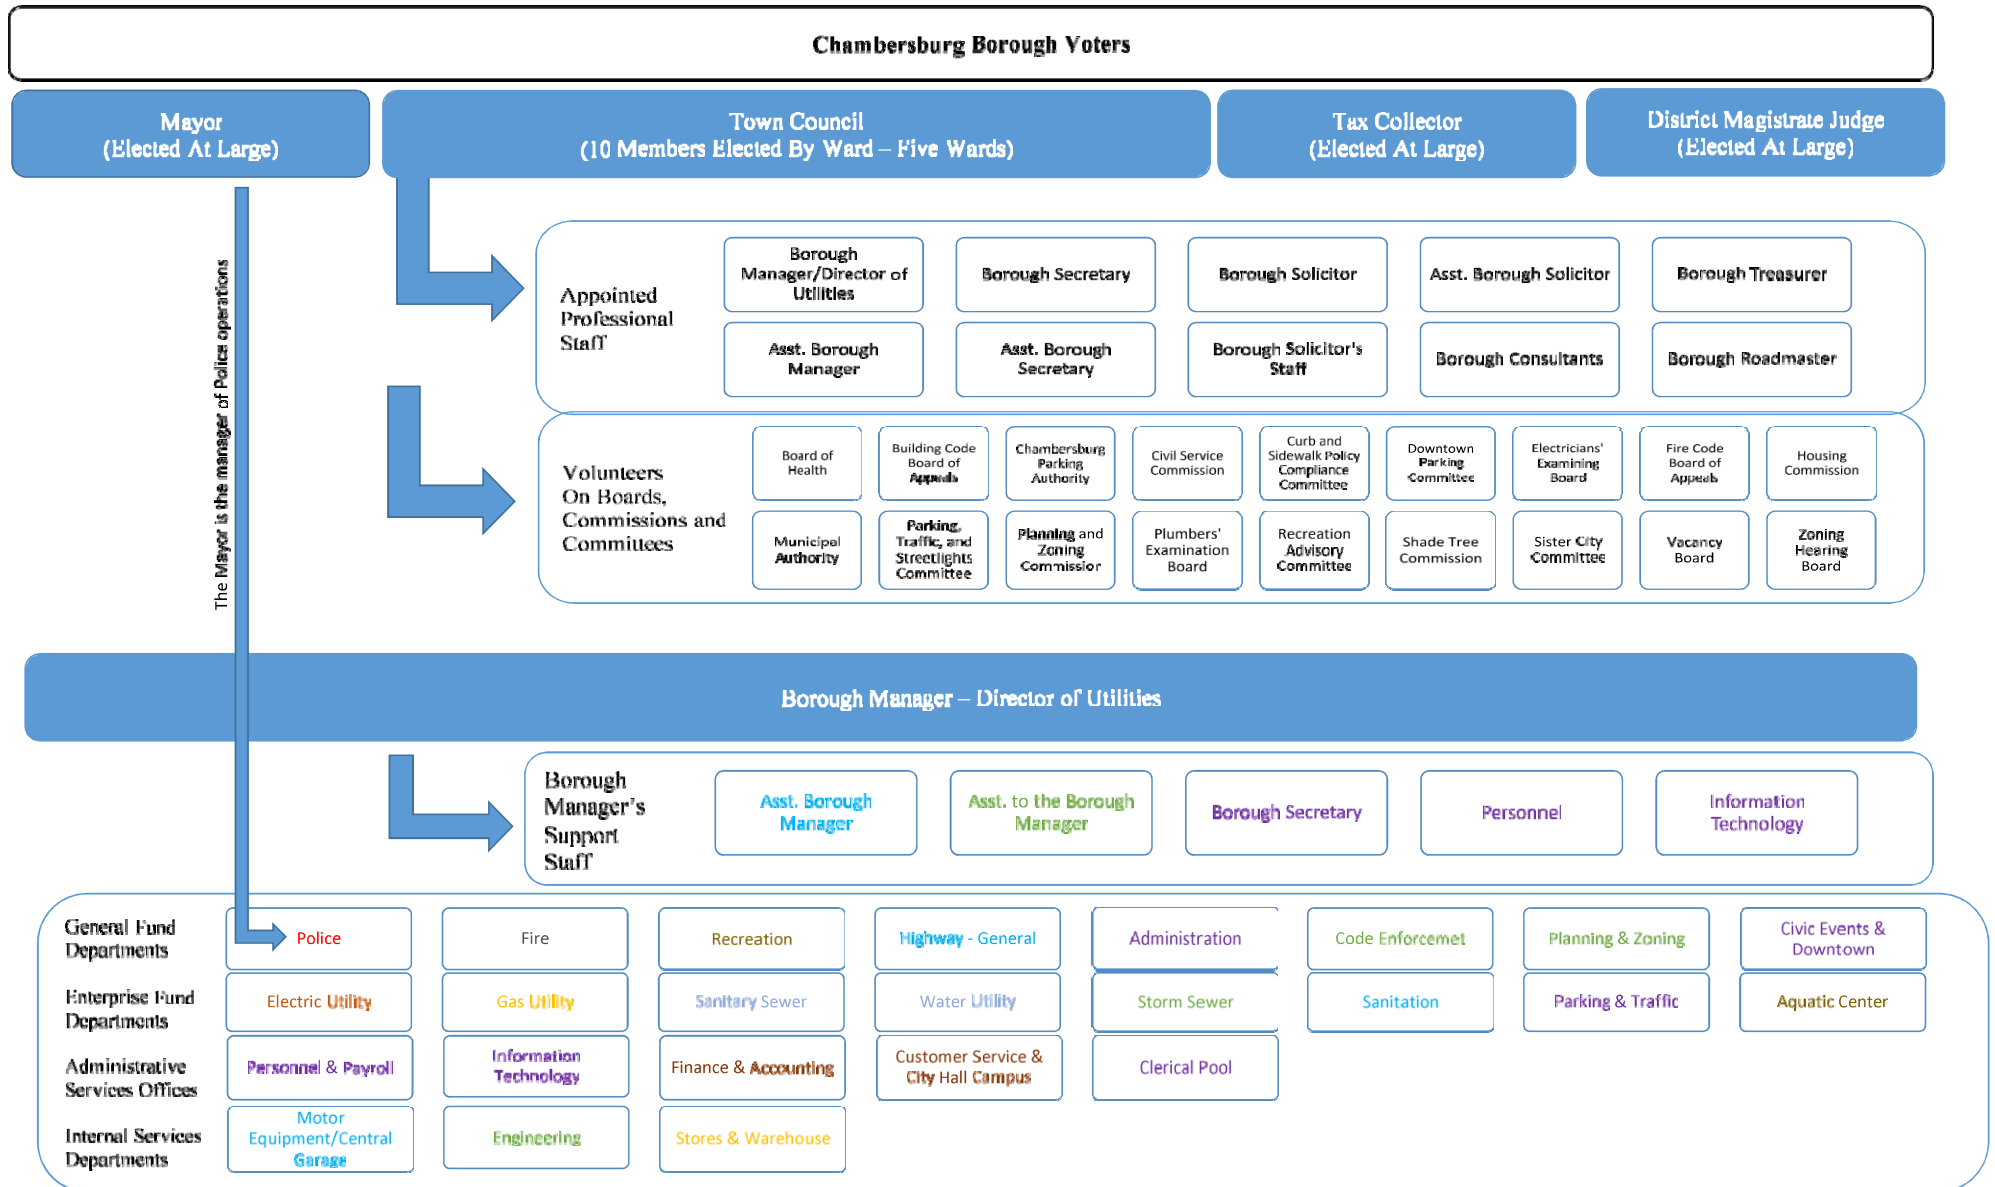 Chambersburg Borough Voters
Mayor
(Elected At Large)
Town Council
(10 Members Elected By Ward – Five Wards)
Tax Collector
(Elected At Large)
District Magistrate Judge
(Elected At Large)
The Mayor is the manager of Police operations
Appointed
Professional
Staff
Borough
Manager/Director of
Utilities
Borough Secretary
Borough Solicitor
Asst. Borough Solicitor
Borough Treasurer
Asst. Borough
Manager
Asst. Borough
Secretary
Borough Solicitor's
Staff
Borough Consultants
Borough Roadmaster
Volunteers
On Boards,
Commissions and
Committees
Board of
Health
Building Code
Board of
Appeals
Chambersburg
Parking
Authority
Civil Service
Commission
Curb and
Sidewalk Policy
Compliance
Committee
Downtown
Parking
Committee
Electricians'
Examining
Board
Fire Code
Board of
Appeals
Housing
Commission
Municipal
Authority
Parking,
Traffic, and
Streetlights
Committee
Planning and
Zoning
Commission
Plumbers'
Examination
Board
Recreation
Advisory
Committee
Shade Tree
Commission
Sister City
Committee
Vacancy
Board
Zoning
Hearing
Board
Borough Manager – Director of Utilities
Borough
Manager's
Support
Staff
Asst. Borough
Manager
Asst. to the Borough
Manager
Borough Secretary
Personnel
Information
Technology
General Fund
Departments
Police
Fire
Recreation
Highway - General
Administration
Code Enforcemet
Planning & Zoning
Civic Events &
Downtown
Enterprise Fund
Departments
Electric Utility
Gas Utility
Sanitary Sewer
Water Utility
Storm Sewer
Sanitation
Parking & Traffic
Aquatic Center
Administrative
Services Offices
Personnel & Payroll
Information
Technology
Finance & Accounting
Customer Service &
City Hall Campus
Clerical Pool
Internal Services
Departments
Motor
Equipment/Central
Garage
Engineering
Stores & Warehouse